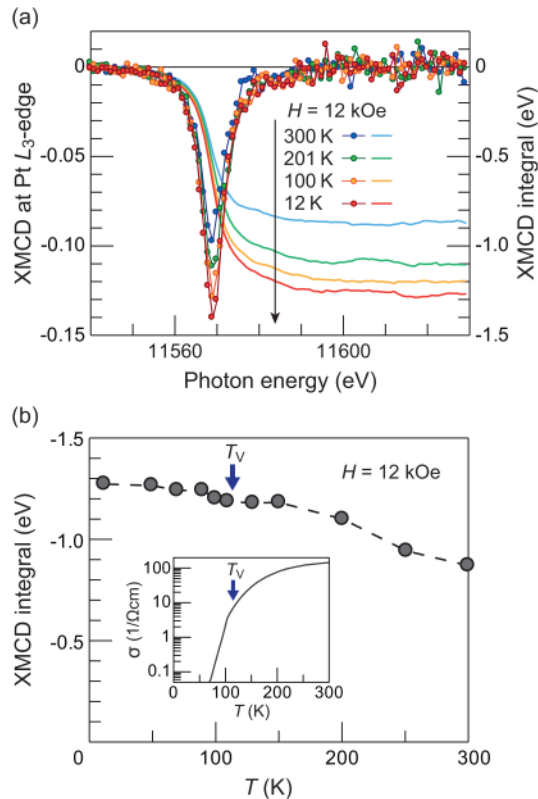 (a)
0
-0.05
-0.10
-0.15
XMCD at Pt L3-edge
0
-0.5
-1.0
-1.5
XMCD integral (eV)
H = 12 kOe
300 K
201 K
100 K
12 K
11560
11600
Photon energy (eV)
(b)
-1.5
-1.0
-0.5
0
XMCD integral (eV)
TV
H = 12 kOe
100
10
1
0.1
σ (1/Ωcm)
TV
0
100
200
300
T (K)
100
200
300
T (K)